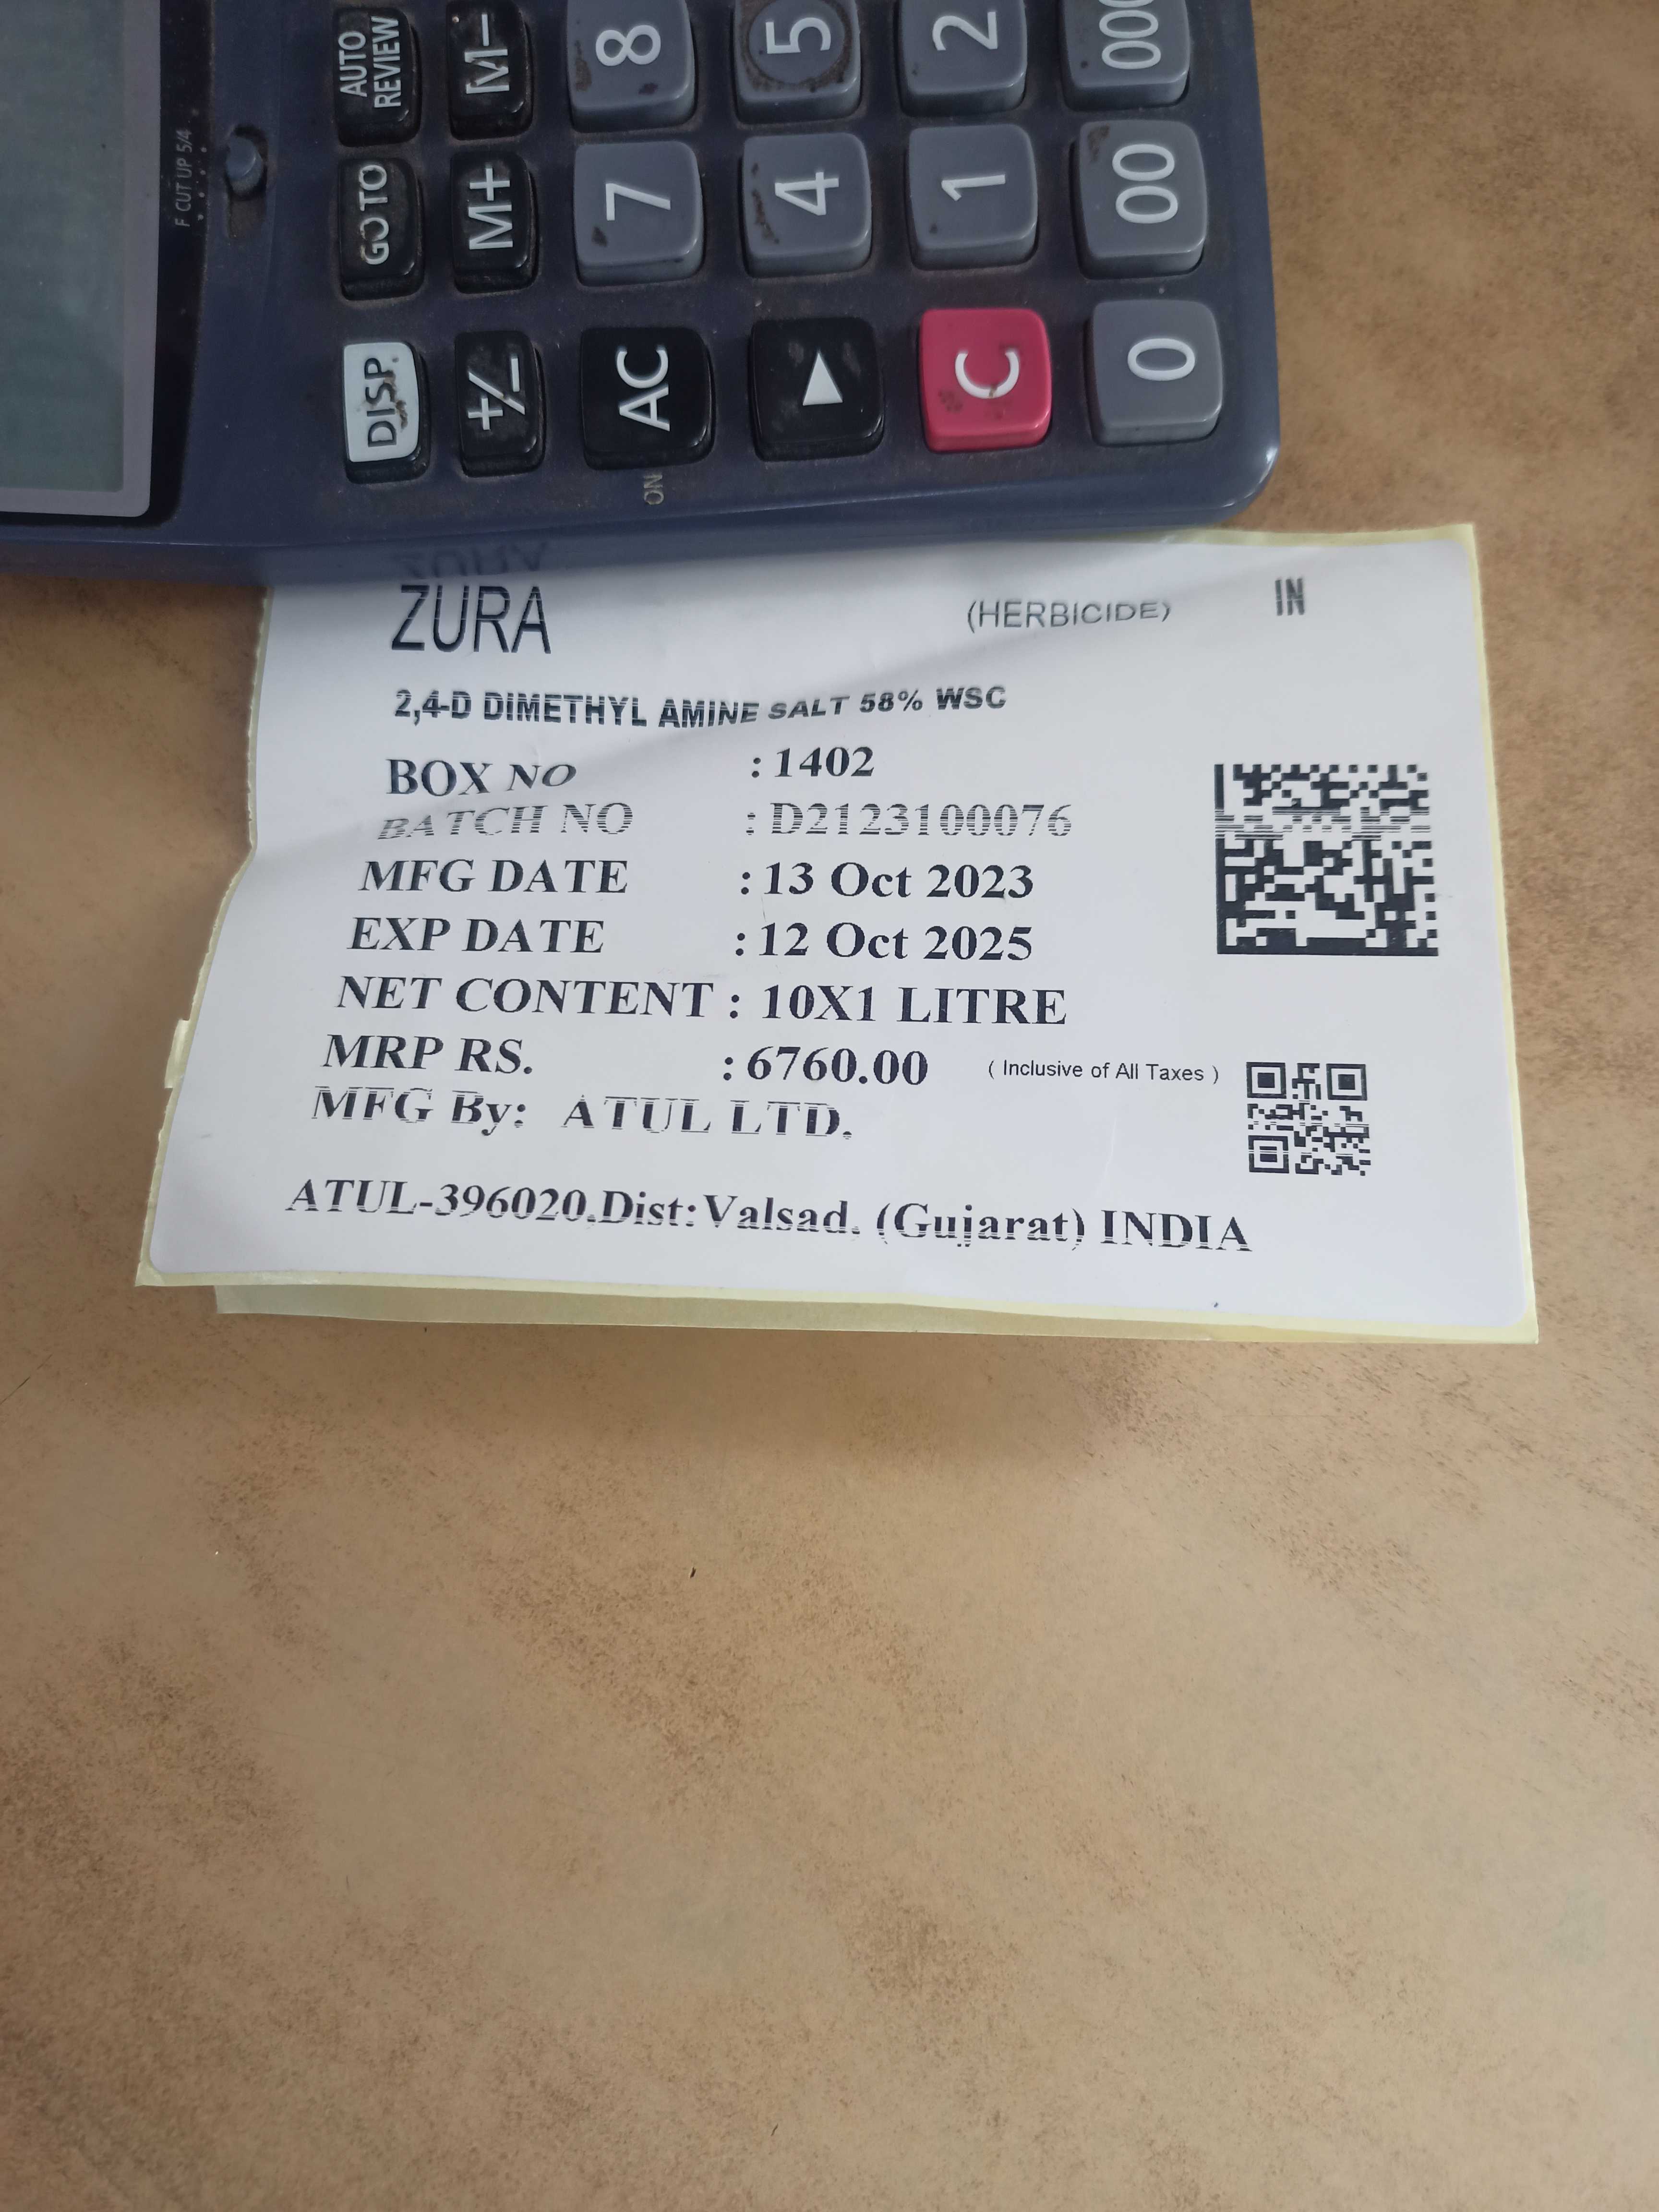 AUTO REVIEW
GO TO
DISP.
F CUT UP 5/4
M-
M+
+/-
8
7
AC
ON
5
4
▶
2
1
C
000
00
0
ZURA (HERBICIDE) IN
2,4-D DIMETHYL AMINE SALT 58% WSC
BOX NO : 1402
BATCH NO : D2123100076
MFG DATE : 13 Oct 2023
EXP DATE : 12 Oct 2025
NET CONTENT : 10X1 LITRE
MRP RS. : 6760.00 ( Inclusive of All Taxes )
MFG By: ATUL LTD.
ATUL-396020.Dist:Valsad. (Gujarat) INDIA